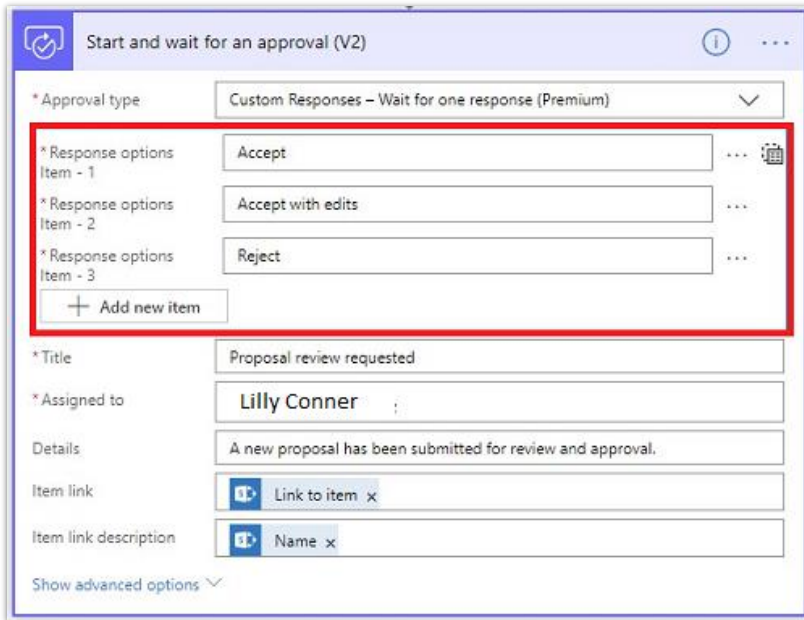 Start and wait for an approval (V2)
* Approval type
Custom Responses – Wait for one response (Premium)
* Response options
Item - 1
Accept
* Response options
Item - 2
Accept with edits
* Response options
Item - 3
Reject
Add new item
* Title
Proposal review requested
* Assigned to
Lilly Conner ;
Details
A new proposal has been submitted for review and approval.
Item link
Link to item ×
Item link description
Name ×
Show advanced options